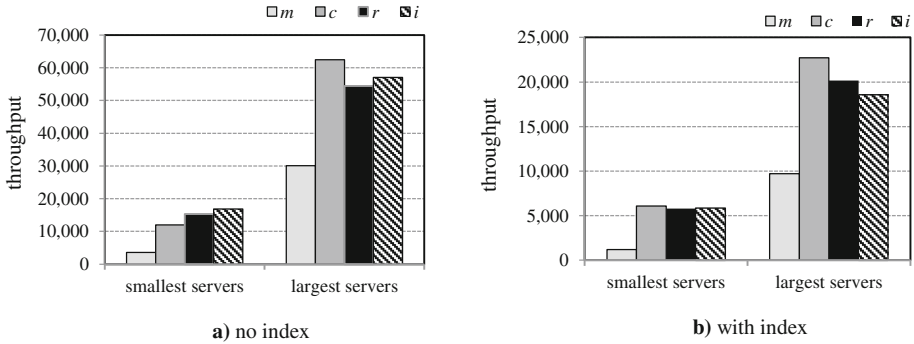 m c r i
70,000
60,000
50,000
40,000
30,000
20,000
10,000
0
throughput
smallest servers largest servers
a) no index
m c r i
25,000
20,000
15,000
10,000
5,000
0
throughput
smallest servers largest servers
b) with index